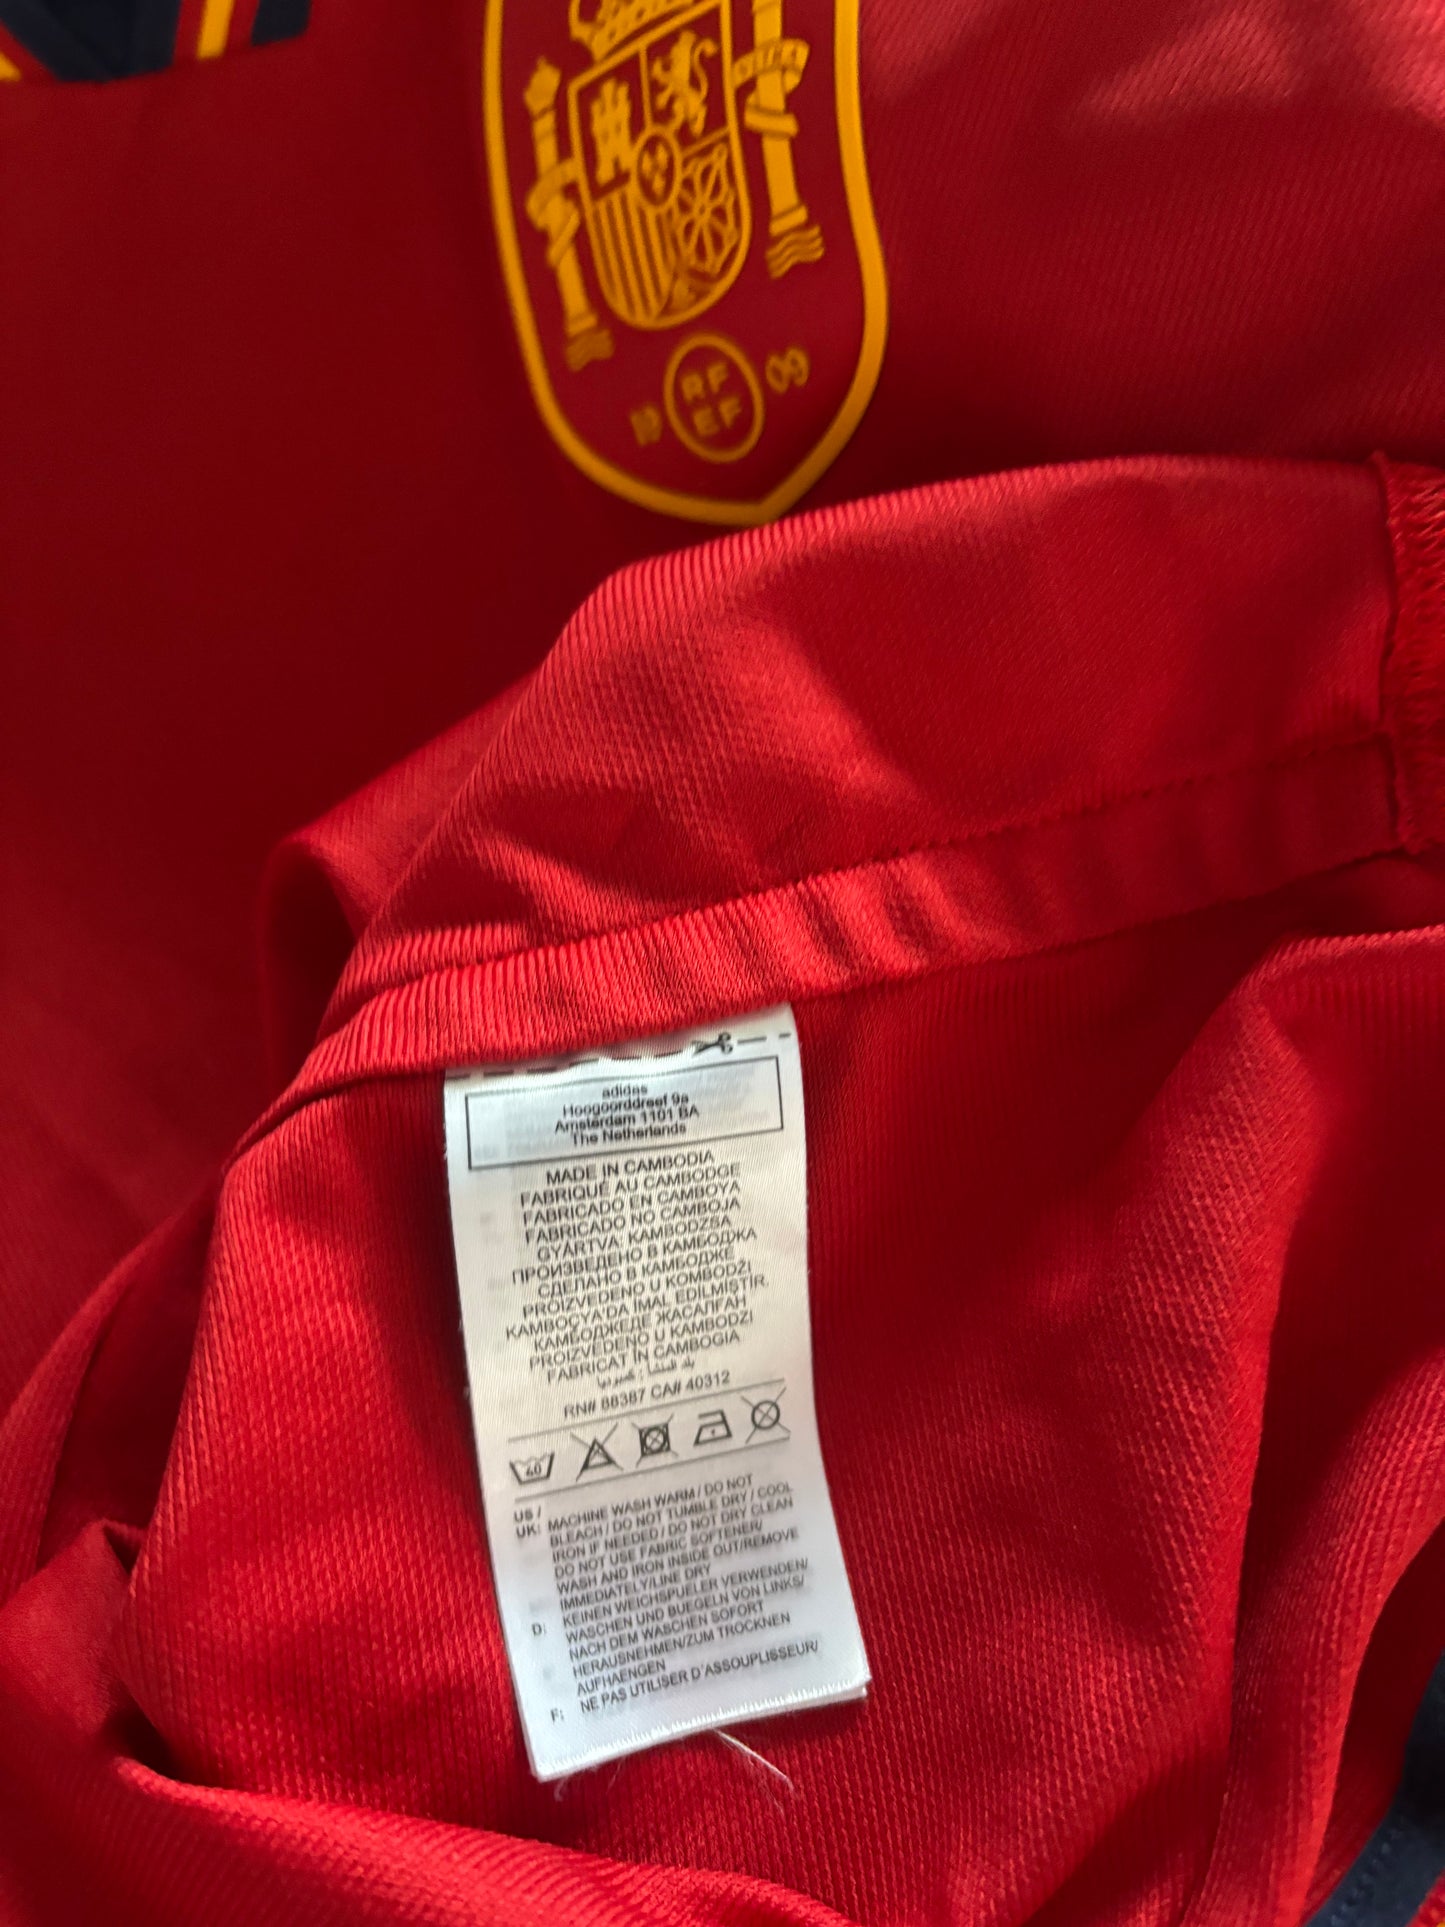 19 RF EF 09
adidas
Hoogoorddreef 9a
Amsterdam 1101 BA
The Netherlands
MADE IN CAMBODIA
FABRIQUÉ AU CAMBODGE
FABRICADO EN CAMBOYA
FABRICADO NO CAMBOJA
GYÁRTVA: KAMBODZSA
ПРОИЗВЕДЕНО В КАМБОДЖА
СДЕЛАНО В КАМБОДЖЕ
PROIZVEDENO U KOMBODŽI
KAMBOÇYA'DA İMAL EDİLMİŞTİR.
КАМБОДЖЕДЕ ЖАСАЛҒАН
PROIZVEDENO U KAMBODŽI
FABRICAT ÎN CAMBOGIA
بلد المنشأ : كمبوديا
RN# 88387 CA# 40312
40
US / UK: MACHINE WASH WARM / DO NOT
BLEACH / DO NOT TUMBLE DRY / COOL
IRON IF NEEDED / DO NOT DRY CLEAN
DO NOT USE FABRIC SOFTENER/
WASH AND IRON INSIDE OUT/REMOVE
IMMEDIATELY/LINE DRY
D: KEINEN WEICHSPUELER VERWENDEN/
WASCHEN UND BUEGELN VON LINKS/
NACH DEM WASCHEN SOFORT
HERAUSNEHMEN/ZUM TROCKNEN
AUFHAENGEN
F: NE PAS UTILISER D'ASSOUPLISSEUR/